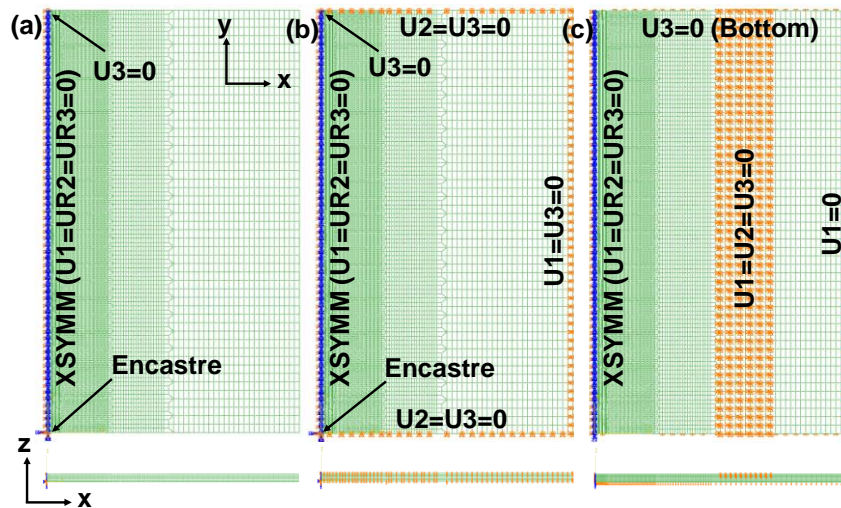 (a)
U3=0
XSYMM (U1=UR2=UR3=0)
Encastre
y
x
z
x
(b)
U2=U3=0
U3=0
XSYMM (U1=UR2=UR3=0)
U1=U3=0
Encastre
U2=U3=0
(c)
U3=0 (Bottom)
XSYMM (U1=UR2=UR3=0)
U1=U2=U3=0
U1=0